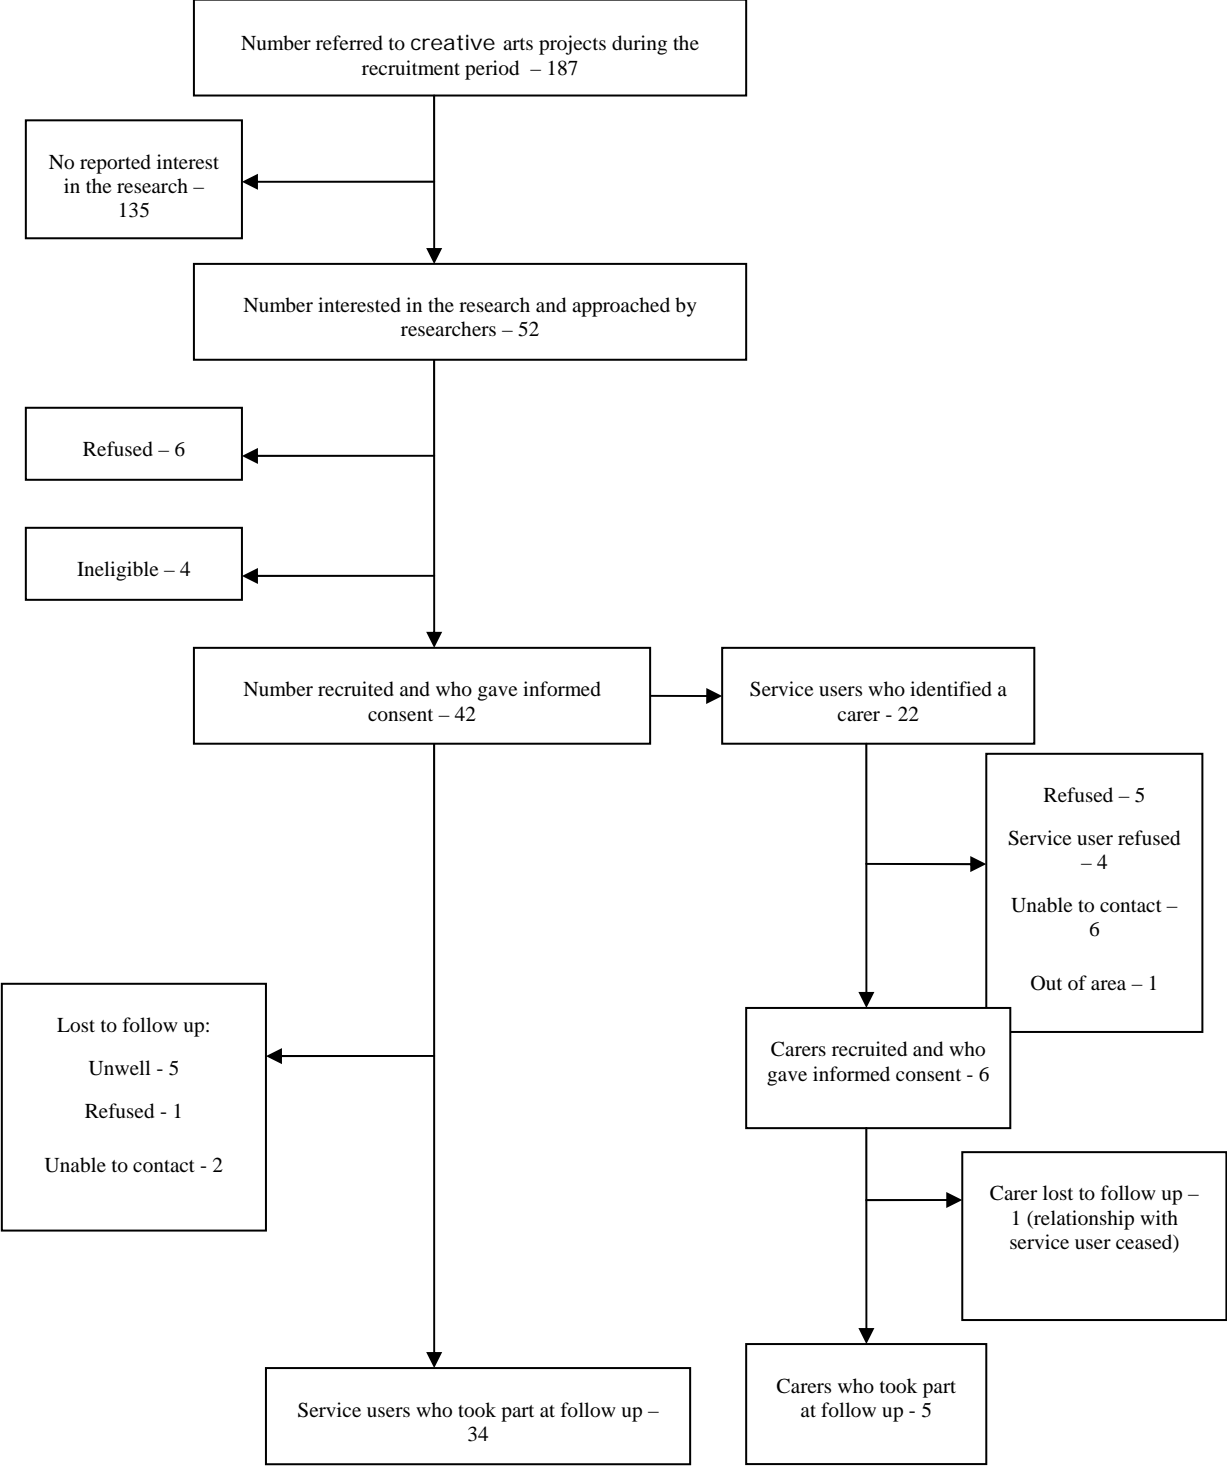 Number referred to creative arts projects during the
recruitment period – 187
No reported interest
in the research –
135
Number interested in the research and approached by
researchers – 52
Refused – 6
Ineligible – 4
Number recruited and who gave informed
consent – 42
Service users who identified a
carer - 22
Refused – 5
Service user refused
– 4
Unable to contact –
6
Out of area – 1
Lost to follow up:
Unwell - 5
Refused - 1
Unable to contact - 2
Carers recruited and who
gave informed consent - 6
Carer lost to follow up –
1 (relationship with
service user ceased)
Service users who took part at follow up –
34
Carers who took part
at follow up - 5